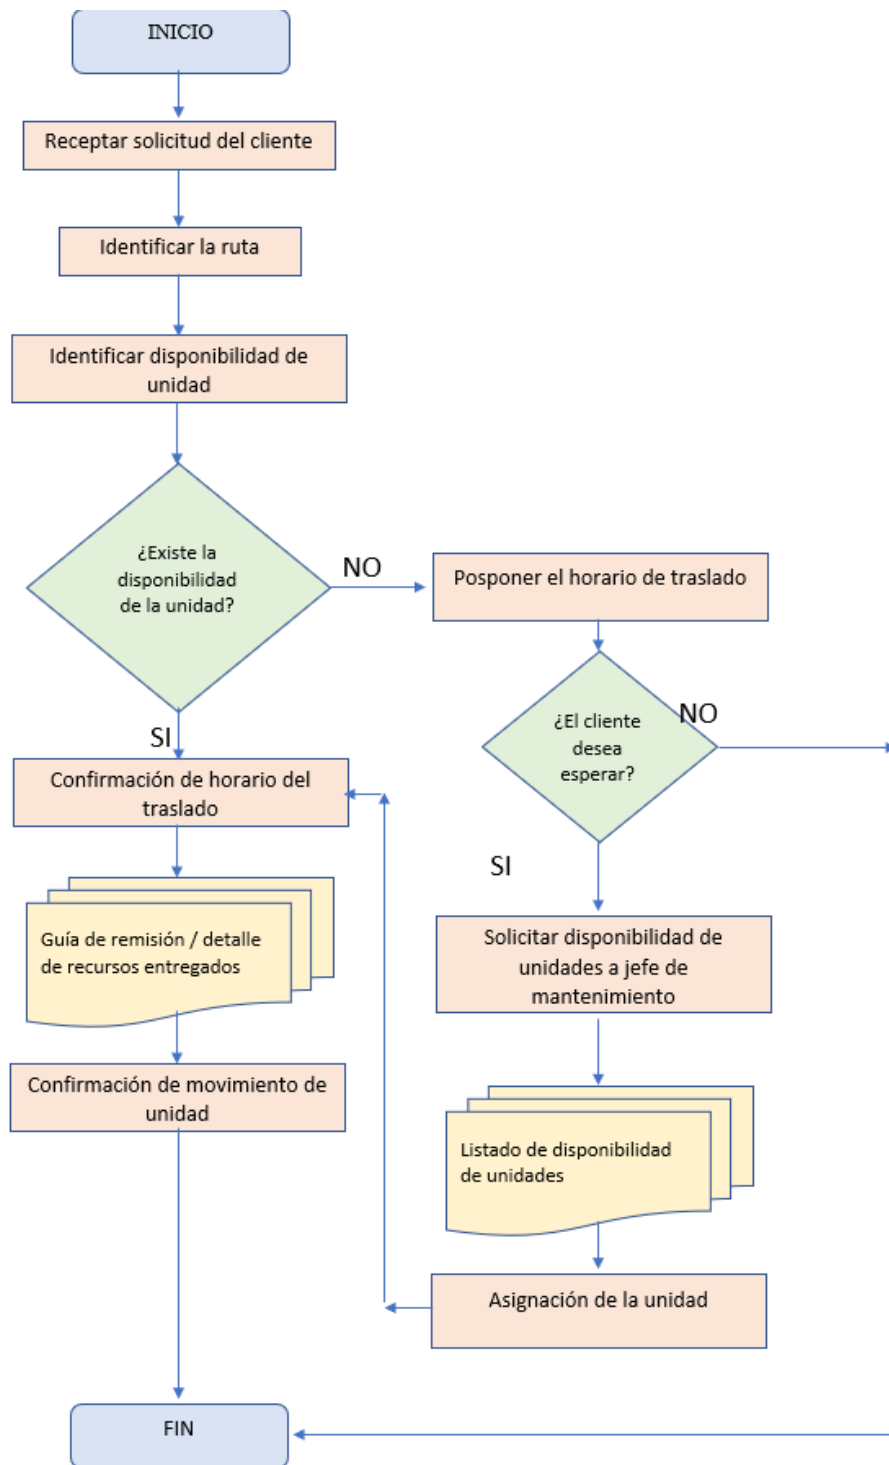 INICIO
Receptar solicitud del cliente
Identificar la ruta
Identificar disponibilidad de
unidad
¿Existe la
disponibilidad
de la unidad?
NO
Posponer el horario de traslado
¿El cliente
desea
esperar?
NO
SI
Confirmación de horario del
traslado
SI
Guía de remisión / detalle
de recursos entregados
Solicitar disponibilidad de
unidades a jefe de
mantenimiento
Confirmación de movimiento de
unidad
Listado de disponibilidad
de unidades
Asignación de la unidad
FIN